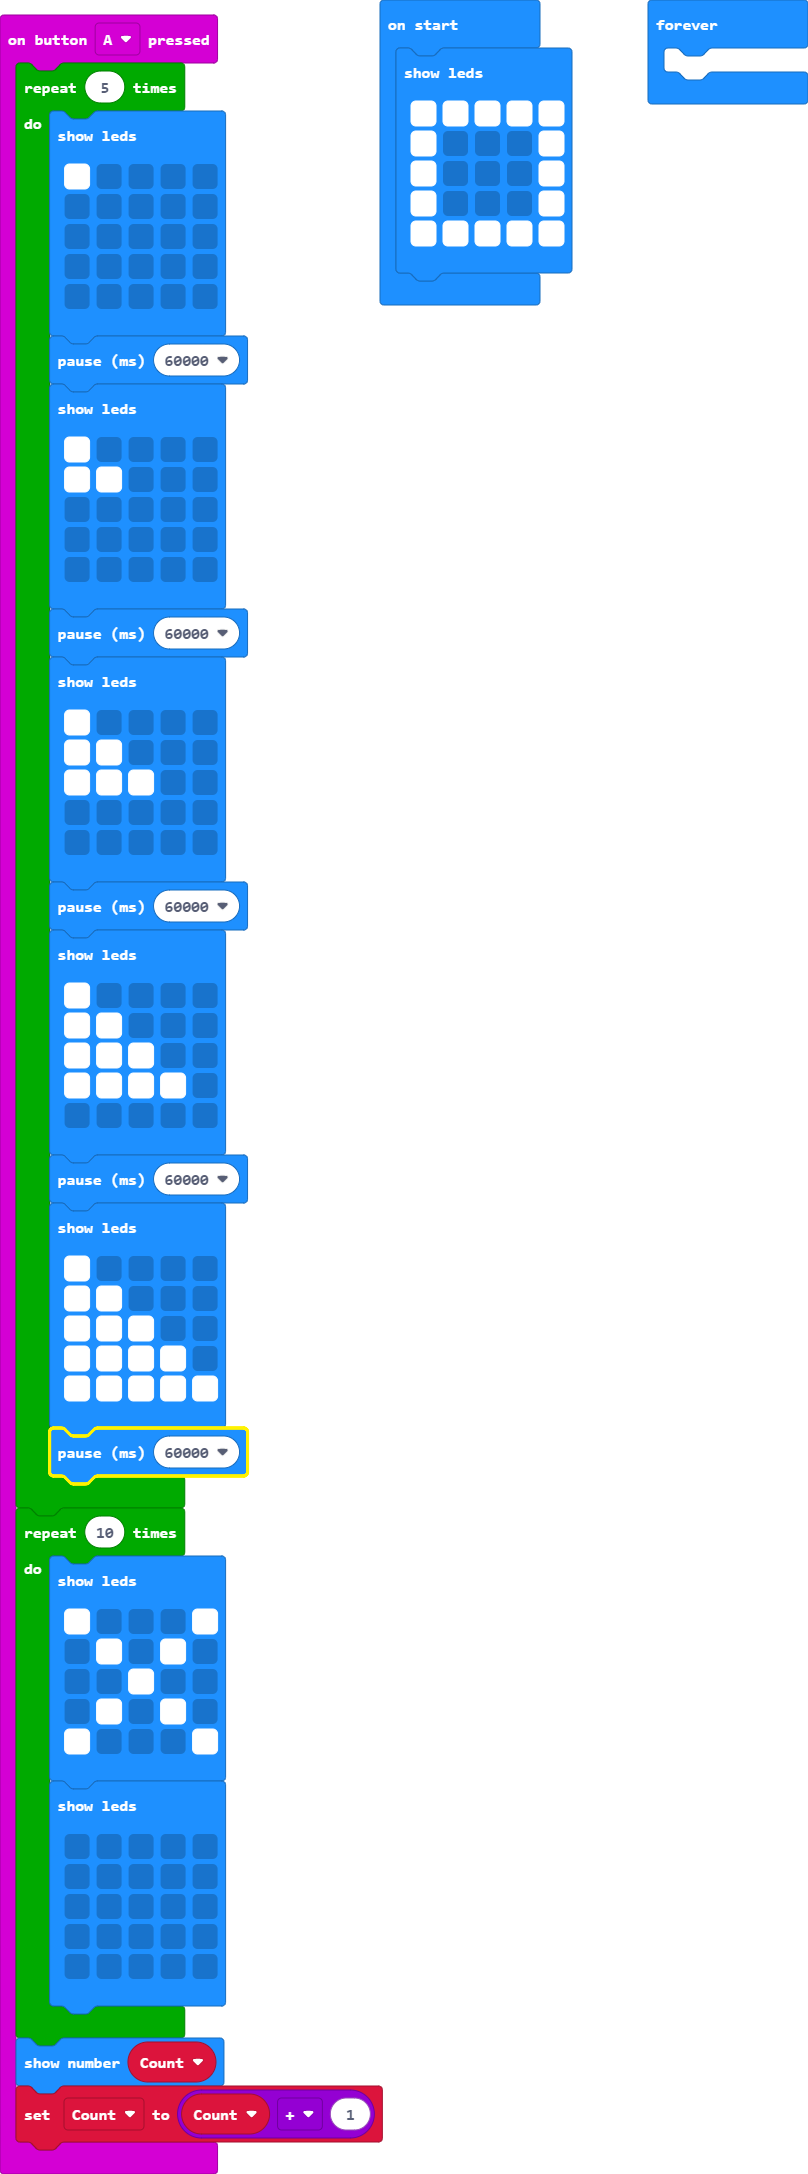 on button A pressed
repeat 5 times
do
show leds
pause (ms) 60000
show leds
pause (ms) 60000
show leds
pause (ms) 60000
show leds
pause (ms) 60000
show leds
pause (ms) 60000
repeat 10 times
do
show leds
show leds
show number Count
set Count to Count + 1
on start
show leds
forever